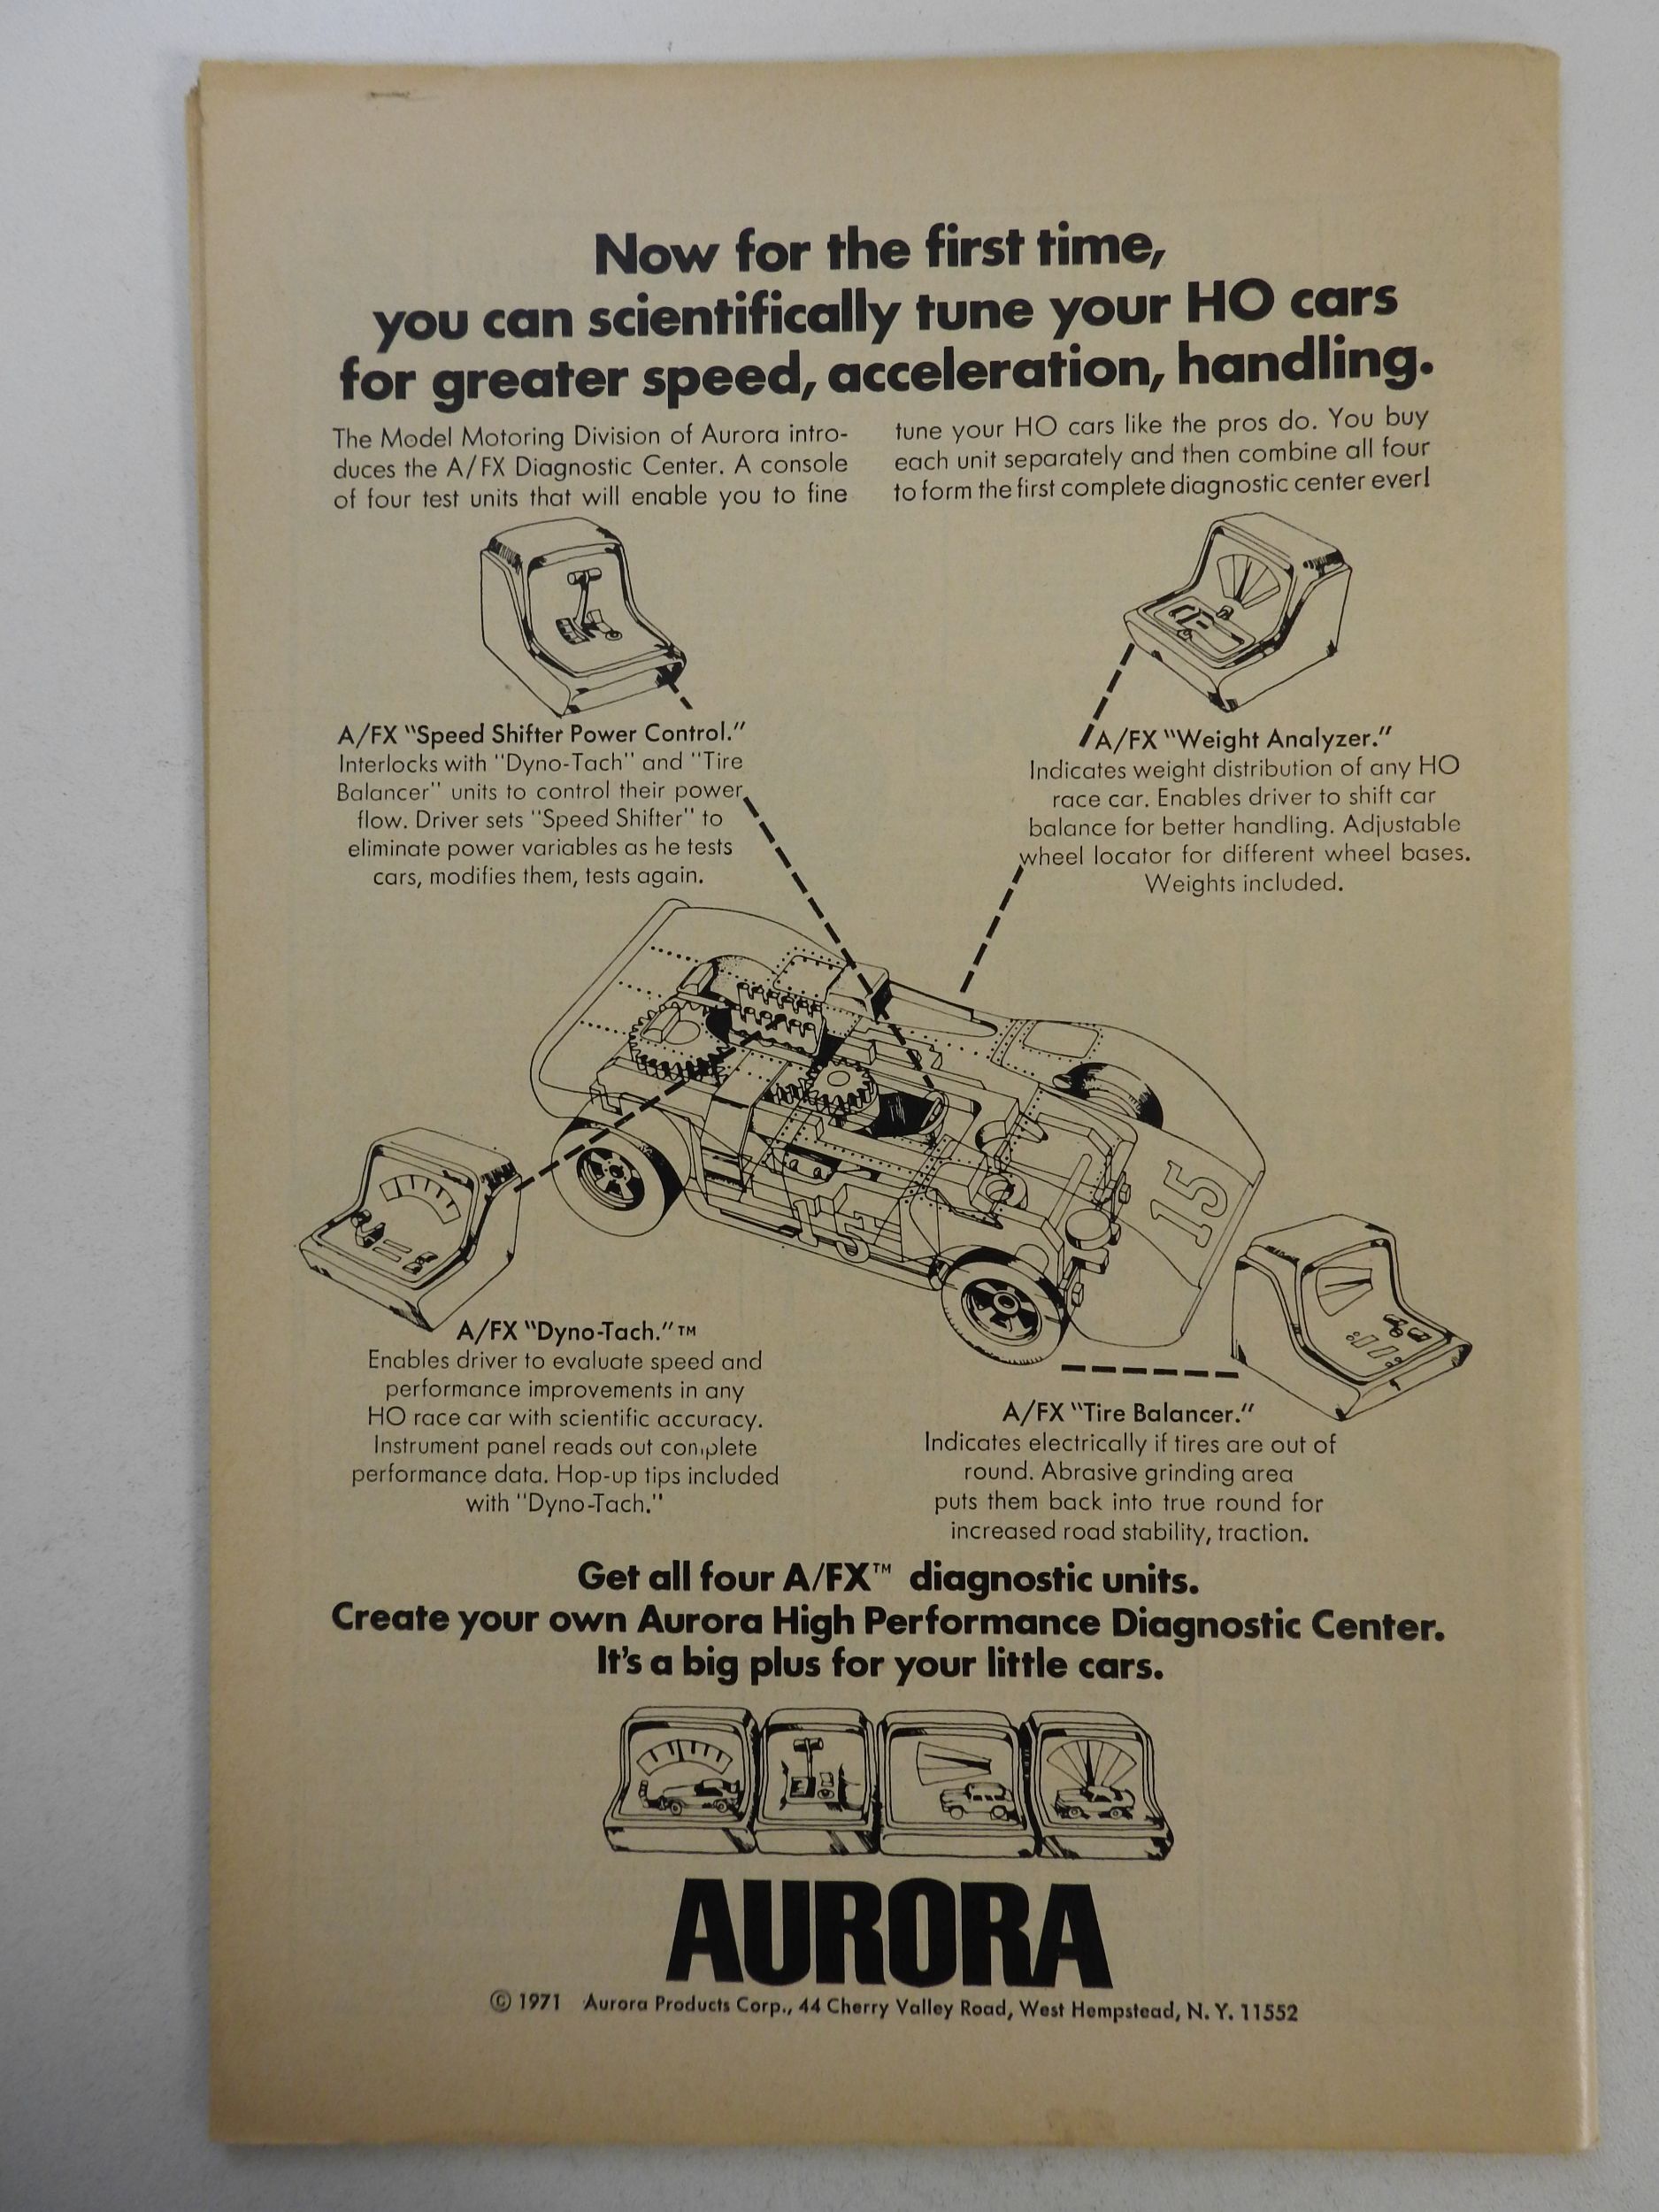 Now for the first time,
you can scientifically tune your HO cars
for greater speed, acceleration, handling.
The Model Motoring Division of Aurora intro-
duces the A/FX Diagnostic Center. A console
of four test units that will enable you to fine
tune your HO cars like the pros do. You buy
each unit separately and then combine all four
to form the first complete diagnostic center ever!
A/FX "Speed Shifter Power Control."
Interlocks with "Dyno-Tach" and "Tire
Balancer" units to control their power
flow. Driver sets "Speed Shifter" to
eliminate power variables as he tests
cars, modifies them, tests again.
A/FX "Weight Analyzer."
Indicates weight distribution of any HO
race car. Enables driver to shift car
balance for better handling. Adjustable
wheel locator for different wheel bases.
Weights included.
15
15
A/FX "Dyno-Tach."™
Enables driver to evaluate speed and
performance improvements in any
HO race car with scientific accuracy.
Instrument panel reads out complete
performance data. Hop-up tips included
with "Dyno-Tach."
A/FX "Tire Balancer."
Indicates electrically if tires are out of
round. Abrasive grinding area
puts them back into true round for
increased road stability, traction.
Get all four A/FX™ diagnostic units.
Create your own Aurora High Performance Diagnostic Center.
It's a big plus for your little cars.
AURORA
© 1971 Aurora Products Corp., 44 Cherry Valley Road, West Hempstead, N. Y. 11552